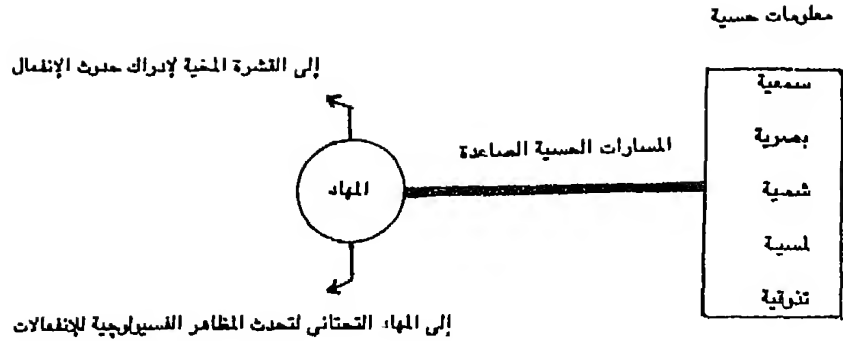 معلومات حسية
سمعية
بصرية
شمية
لمسية
تذوقية
المسارات الحسية الصاعدة
المهاد
إلى القشرة المخية لإدراك حدوث الإنفعال
إلى المهاد التحتاني لتحدث المظاهر الفسيولوجية للإنفعالات